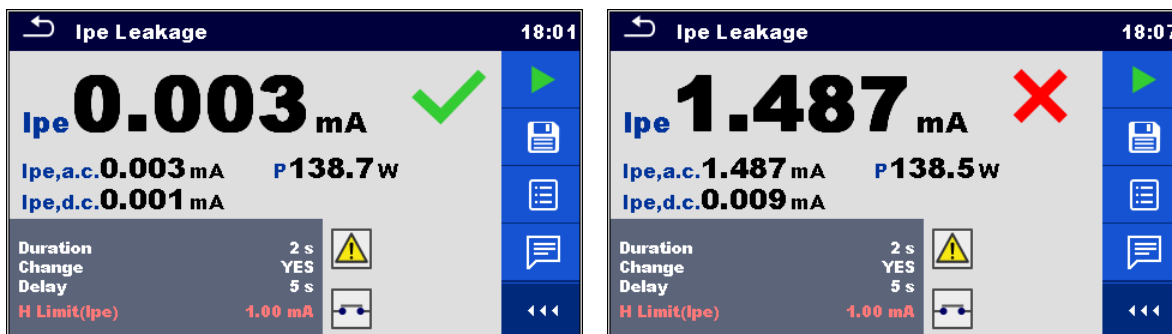 Ipe Leakage 18:01
Ipe 0.003 mA
Ipe,a.c. 0.003 mA P 138.7 W
Ipe,d.c. 0.001 mA
Duration 2 s
Change YES
Delay 5 s
H Limit(Ipe) 1.00 mA
Ipe Leakage 18:07
Ipe 1.487 mA
Ipe,a.c. 1.487 mA P 138.5 W
Ipe,d.c. 0.009 mA
Duration 2 s
Change YES
Delay 5 s
H Limit(Ipe) 1.00 mA